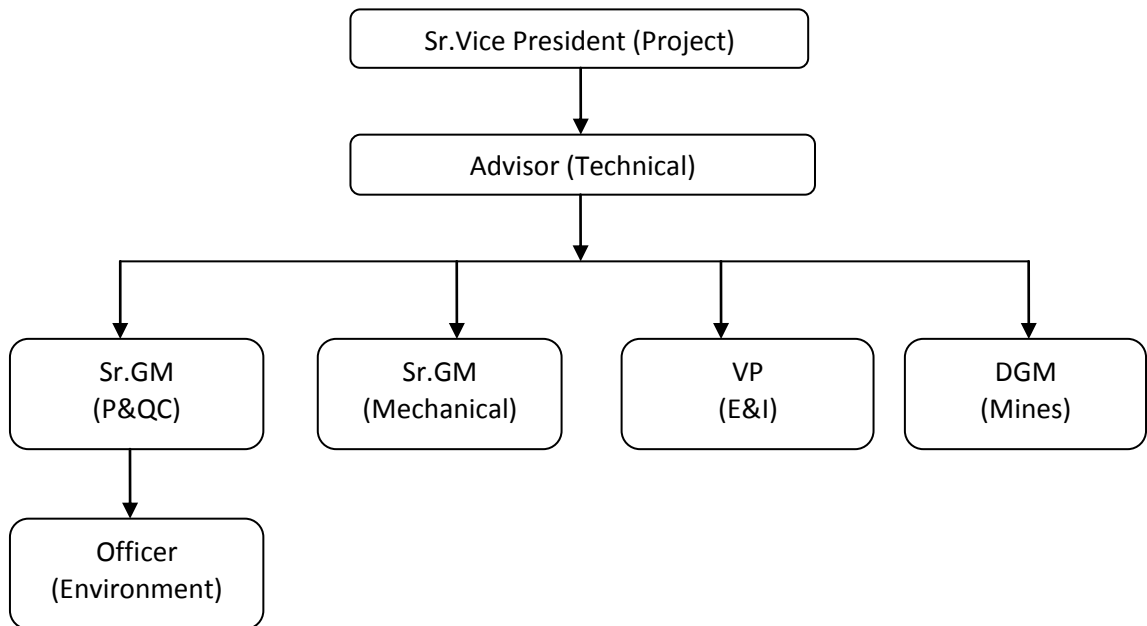 Sr.Vice President (Project)
Advisor (Technical)
Sr.GM
(P&QC)
Sr.GM
(Mechanical)
VP
(E&I)
DGM
(Mines)
Officer
(Environment)